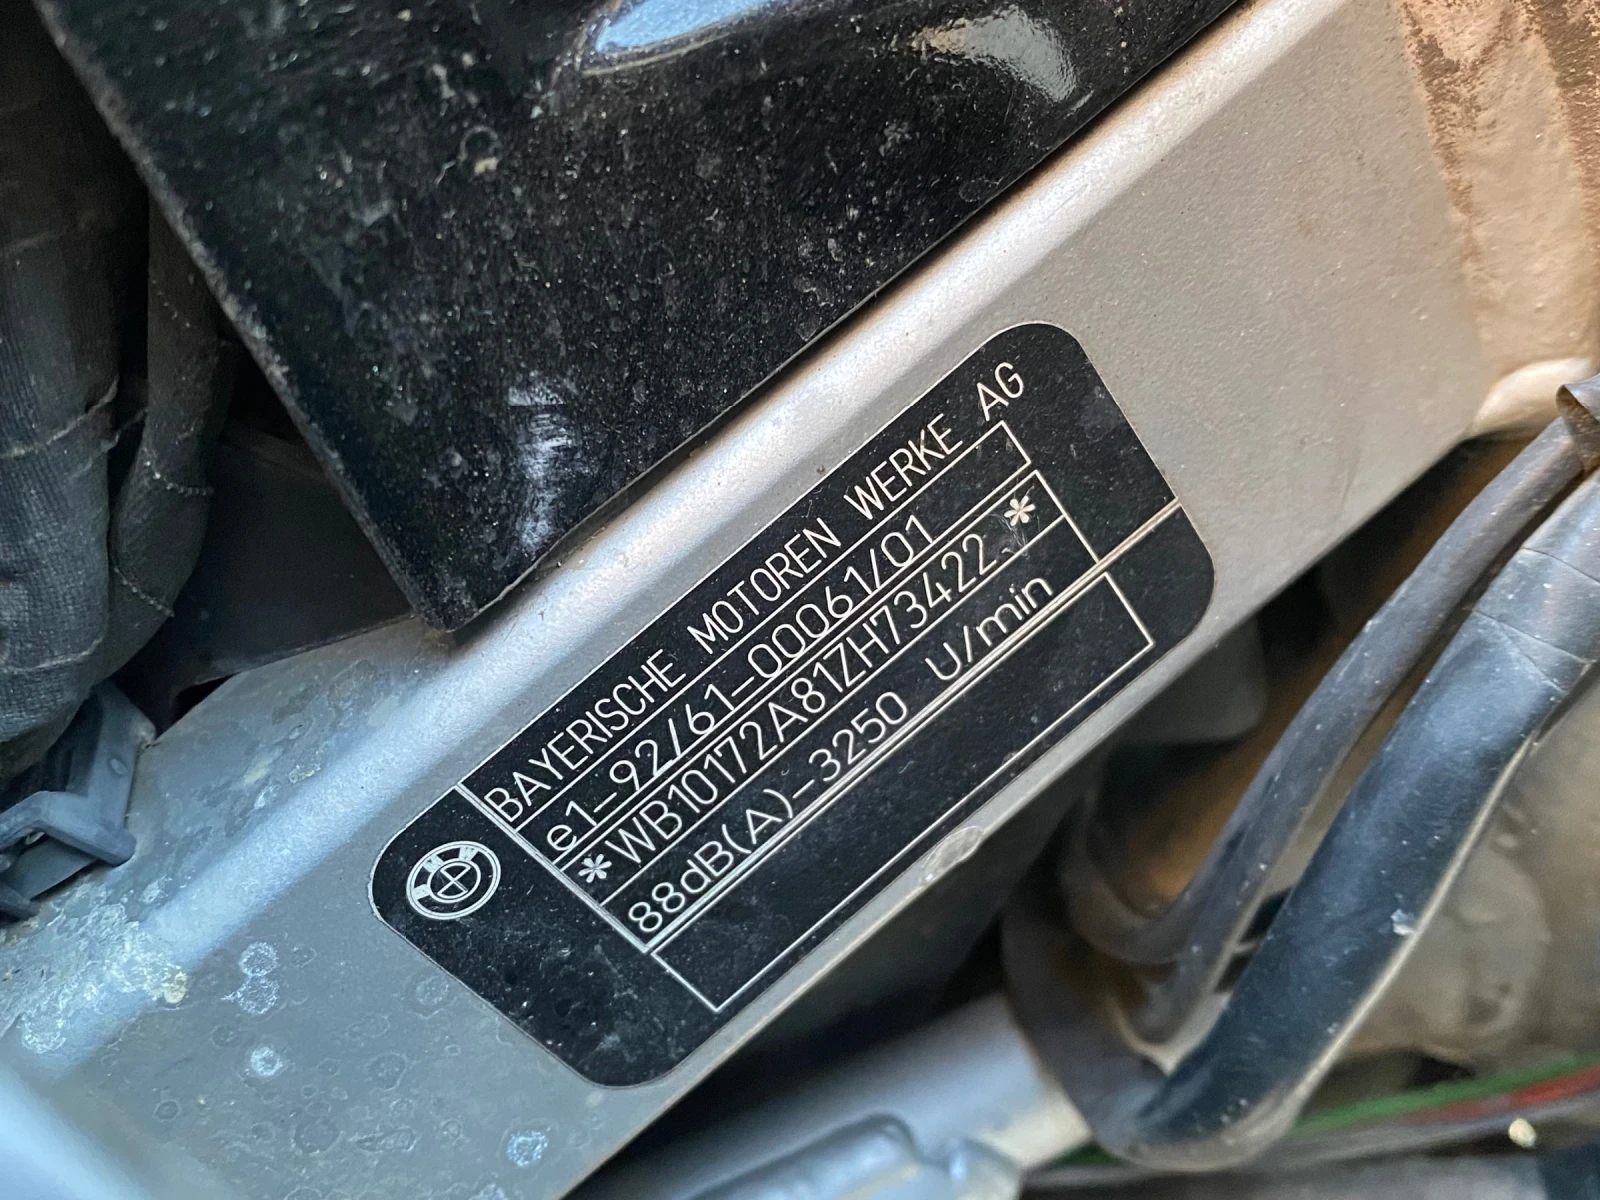 BAYERISCHE MOTOREN WERKE AG
e1-92/61-00061/01
*WB10172A81ZH73422*
88dB(A)-3250 U/min